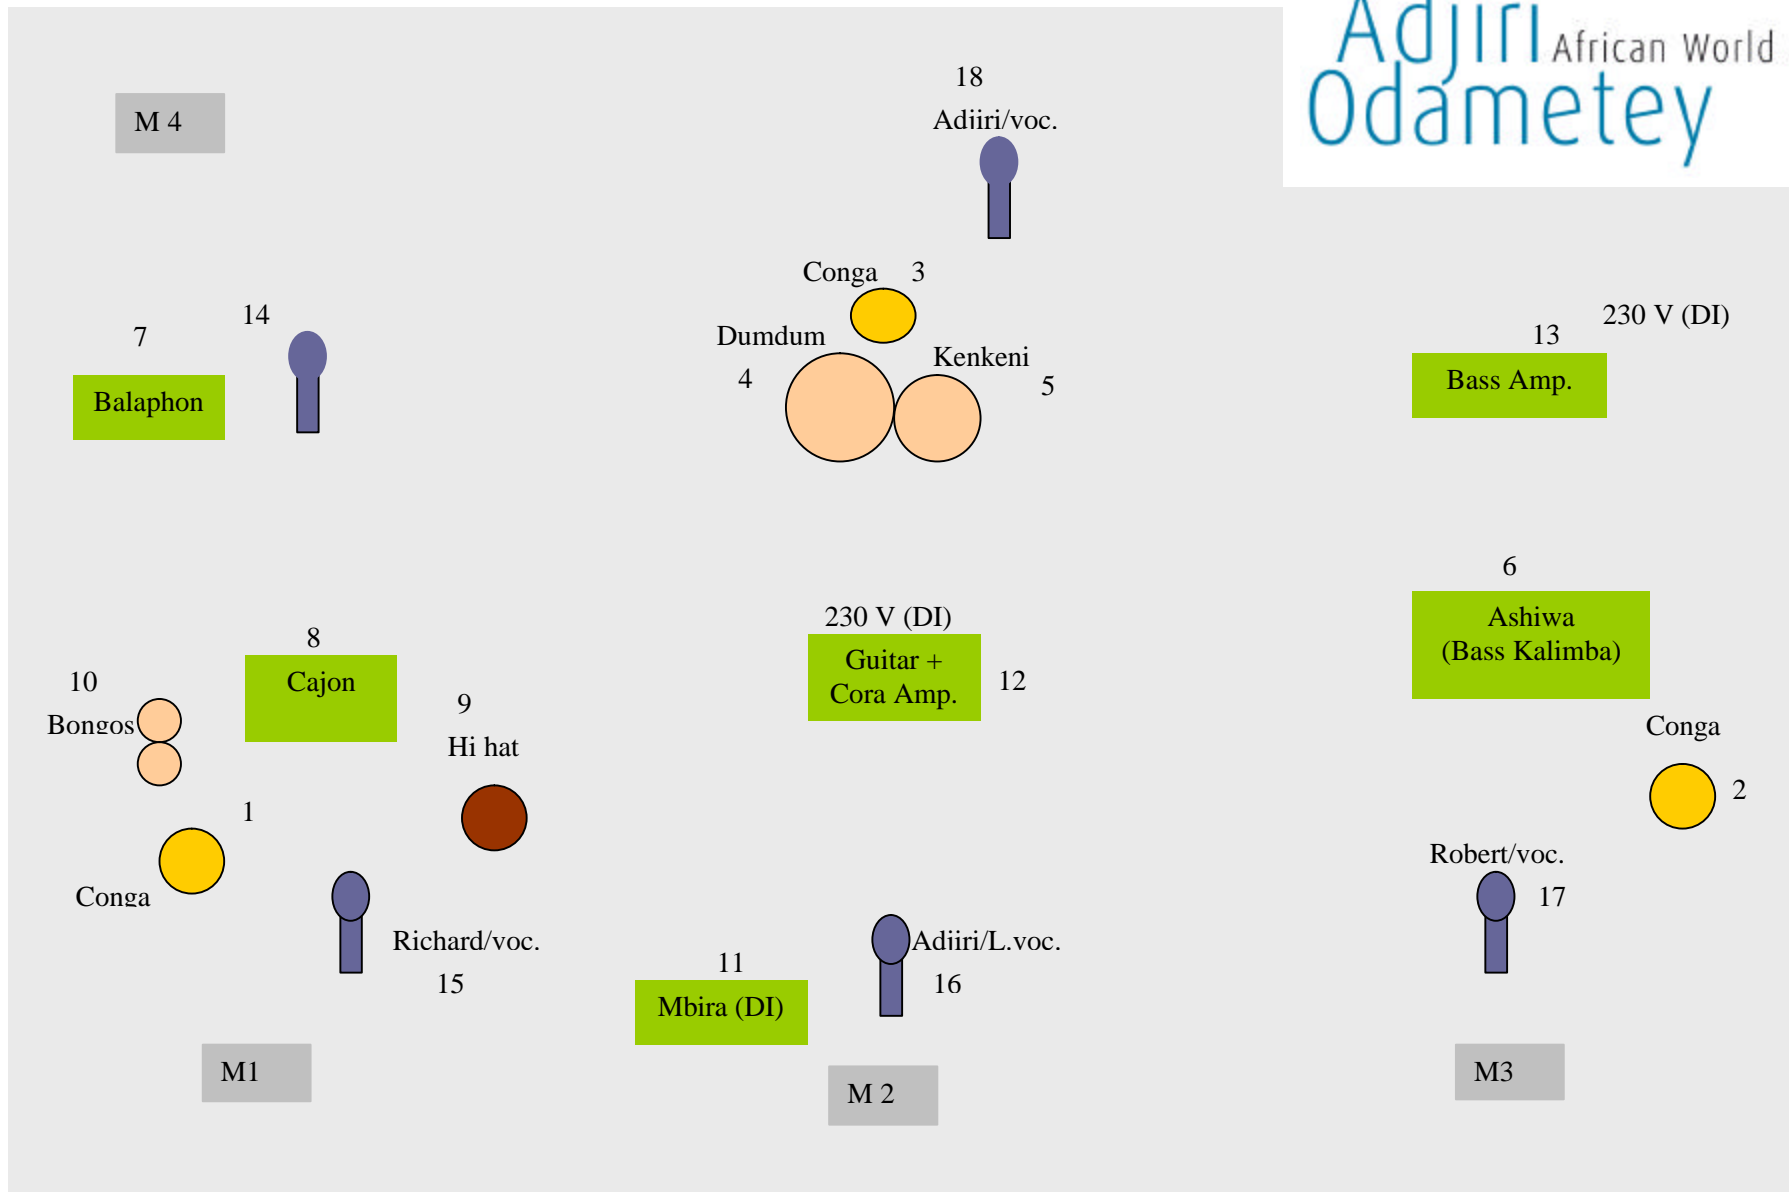 Adjiri African World
Odametey
18
Adjiri/voc.
M 4
Conga 3
14
7
Balaphon
Dumdum
4
Kenkeni
5
230 V (DI)
13
Bass Amp.
6
Ashiwa
(Bass Kalimba)
230 V (DI)
Guitar +
Cora Amp.
12
8
Cajon
10
Bongos
9
Hi hat
Conga
2
1
Conga
Robert/voc.
17
Richard/voc.
15
Adjiri/L.voc.
16
11
Mbira (DI)
M1
M 2
M3